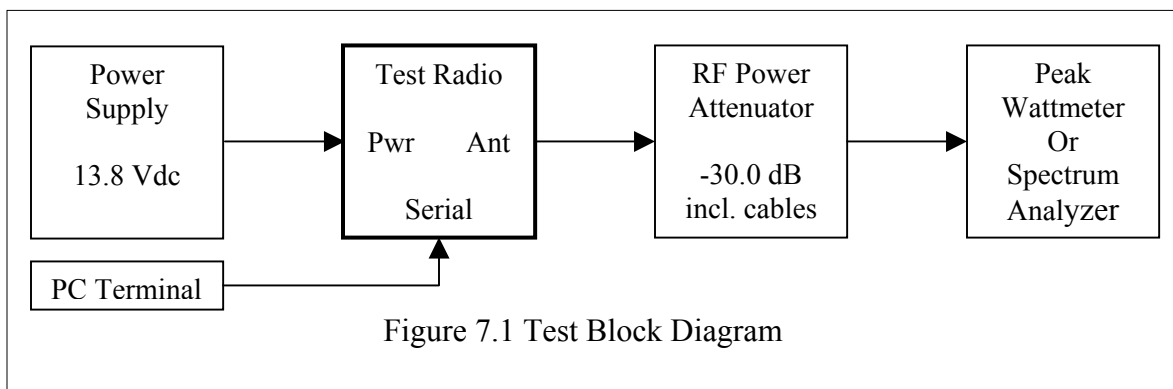 Power
Supply
13.8 Vdc
Test Radio
Pwr Ant
Serial
RF Power
Attenuator
-30.0 dB
incl. cables
Peak
Wattmeter
Or
Spectrum
Analyzer
PC Terminal
Figure 7.1 Test Block Diagram